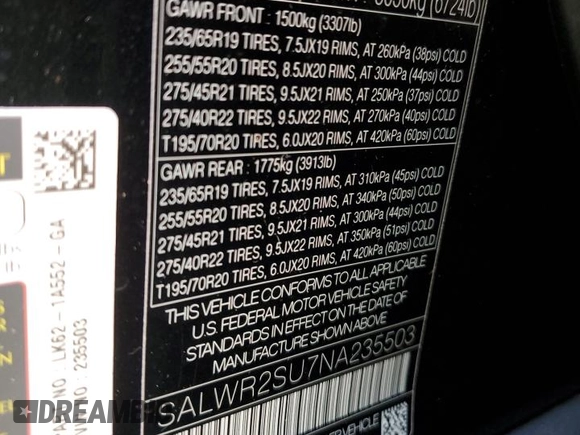 (6724lb)
GAWR FRONT : 1500kg (3307lb)
235/65R19 TIRES, 7.5JX19 RIMS, AT 260kPa (38psi) COLD
255/55R20 TIRES, 8.5JX20 RIMS, AT 300kPa (44psi) COLD
275/45R21 TIRES, 9.5JX21 RIMS, AT 250kPa (37psi) COLD
275/40R22 TIRES, 9.5JX22 RIMS, AT 270kPa (40psi) COLD
T195/70R20 TIRES, 6.0JX20 RIMS, AT 420kPa (60psi) COLD
GAWR REAR : 1775kg (3913lb)
235/65R19 TIRES, 7.5JX19 RIMS, AT 310kPa (45psi) COLD
255/55R20 TIRES, 8.5JX20 RIMS, AT 340kPa (50psi) COLD
275/45R21 TIRES, 9.5JX21 RIMS, AT 300kPa (44psi) COLD
275/40R22 TIRES, 9.5JX22 RIMS, AT 350kPa (51psi) COLD
T195/70R20 TIRES, 6.0JX20 RIMS, AT 420kPa (60psi) COLD
THIS VEHICLE CONFORMS TO ALL APPLICABLE
U.S. FEDERAL MOTOR VEHICLE SAFETY
STANDARDS IN EFFECT ON THE DATE OF
MANUFACTURE SHOWN ABOVE
SALWR2SU7NA235503
LK62 -1A552 -GA
235503
DREAMER